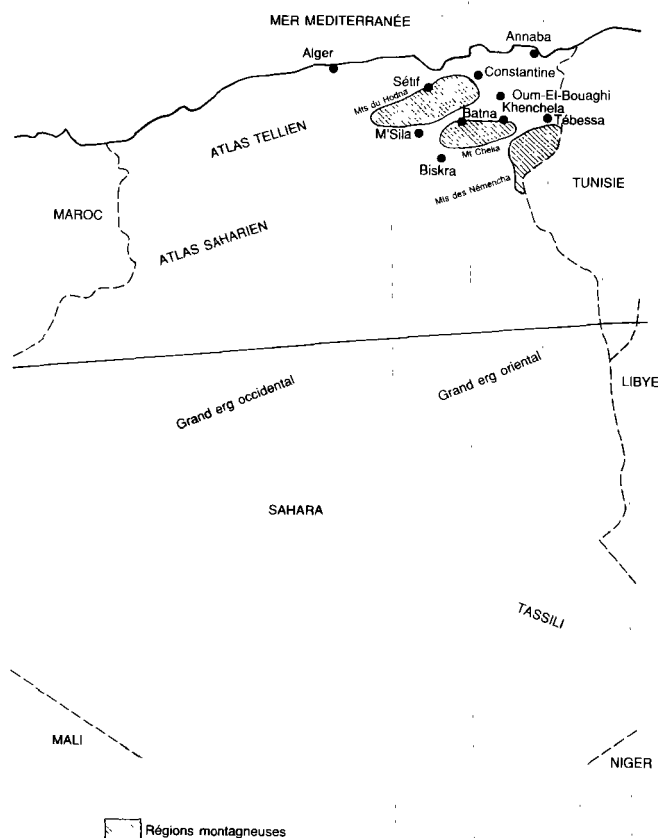 MER MEDITERRANÉE
Annaba
Alger
Constantine
Sétif
Mts du Hodna
Oum-El-Bouaghi
Khenchela
Batna
Tébessa
M'Sila
ATLAS TELLIEN
Mt Chelia
Biskra
Mts des Némencha
TUNISIE
MAROC
ATLAS SAHARIEN
Grand erg occidental
Grand erg oriental
LIBYE
SAHARA
TASSILI
MALI
NIGER
Régions montagneuses